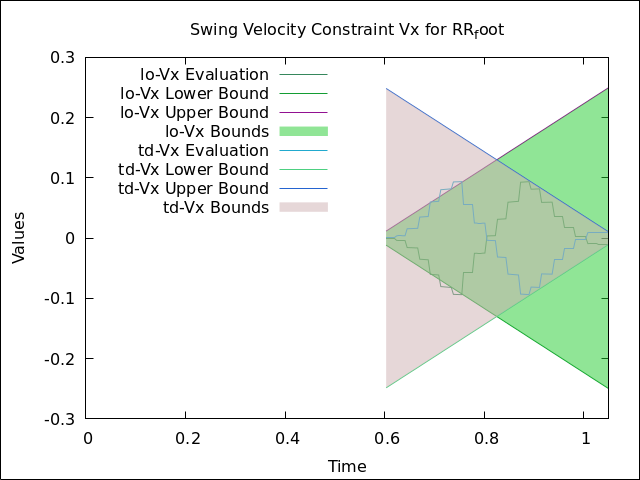 Swing Velocity Constraint Vx for RRfoot
lo-Vx Evaluation
lo-Vx Lower Bound
lo-Vx Upper Bound
lo-Vx Bounds
td-Vx Evaluation
td-Vx Lower Bound
td-Vx Upper Bound
td-Vx Bounds
Values
0.3
0.2
0.1
0
-0.1
-0.2
-0.3
0 0.2 0.4 0.6 0.8 1
Time